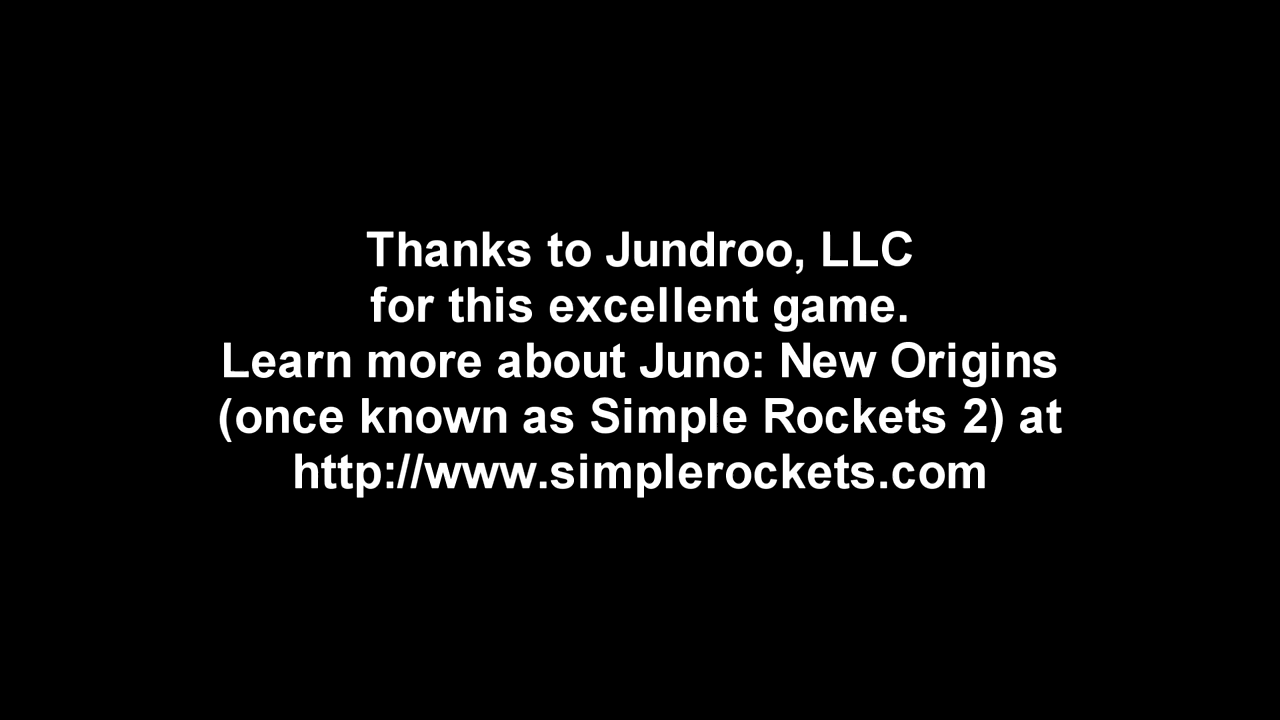 Thanks to Jundroo, LLC
for this excellent game.
Learn more about Juno: New Origins
(once known as Simple Rockets 2) at
http://www.simplerockets.com